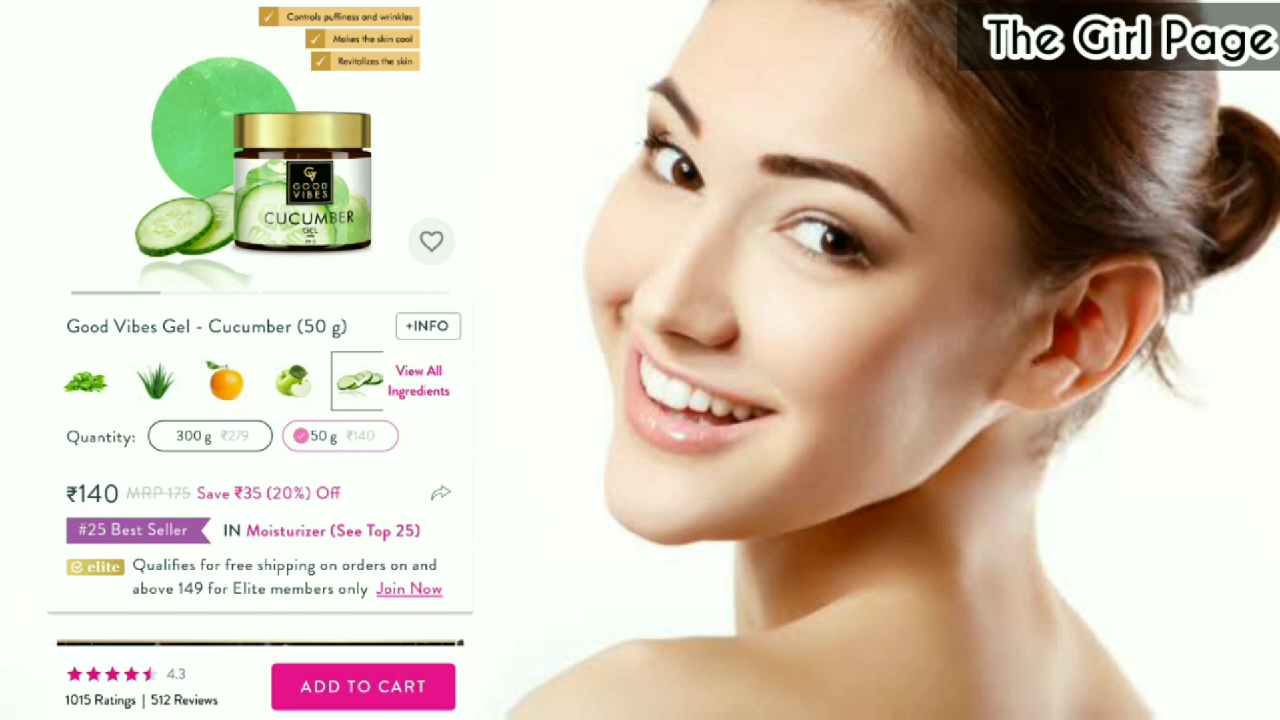 Controls puffiness and wrinkles
Makes the skin cool
Revitalizes the skin
The Girl Page
GV
GOOD
VIBES
CUCUMBER
GEL
Good Vibes Gel - Cucumber (50 g)
+INFO
View All
Ingredients
Quantity: 300 g ₹279 50 g ₹140
₹140 MRP 175 Save ₹35 (20%) Off
#25 Best Seller IN Moisturizer (See Top 25)
elite Qualifies for free shipping on orders on and
above 149 for Elite members only Join Now
4.3
1015 Ratings | 512 Reviews
ADD TO CART